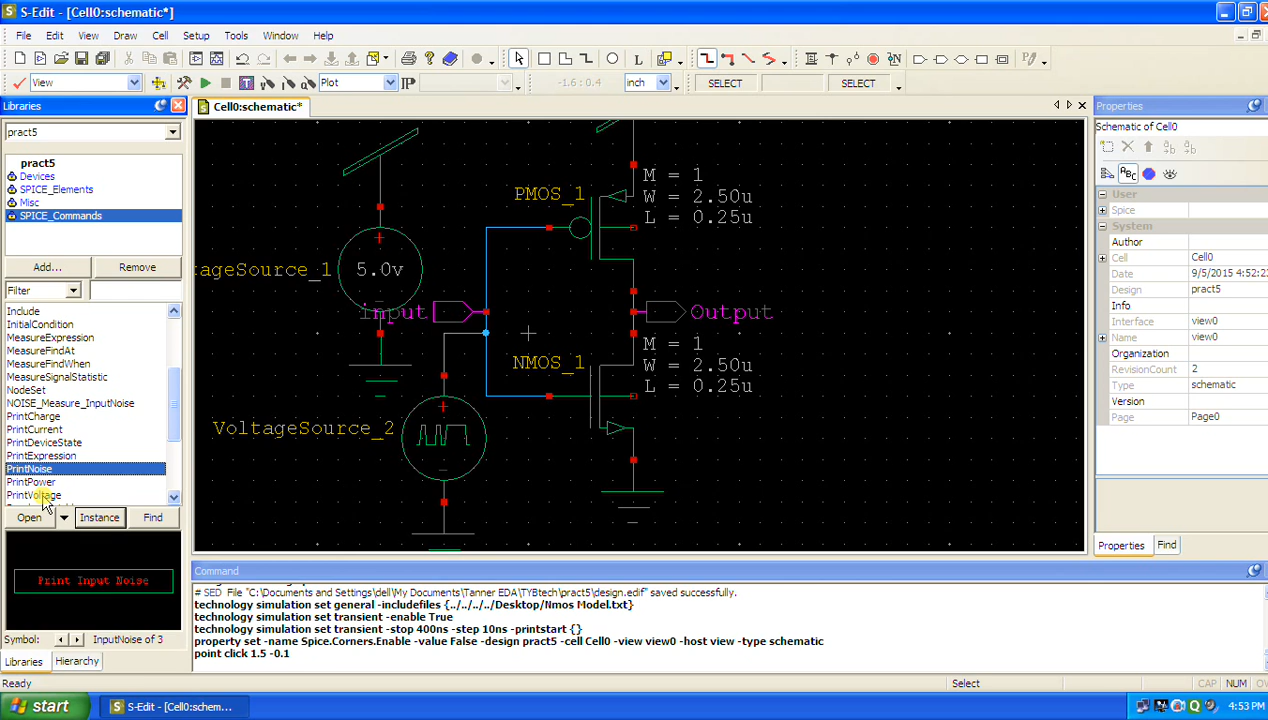 S-Edit - [Cell0:schematic*]
File Edit View Draw Cell Setup Tools Window Help
View Plot IP -1.6 : 0.4 inch SELECT SELECT
Libraries
Cell0:schematic*
Properties
pract5
Schematic of Cell0
pract5
Devices
SPICE_Elements
Misc
SPICE_Commands
Add... Remove
Filter
Include
InitialCondition
MeasureExpression
MeasureFindAt
MeasureFindWhen
MeasureSignalStatistic
NodeSet
NOISE_Measure_InputNoise
PrintCharge
PrintCurrent
PrintDeviceState
PrintExpression
PrintNoise
PrintPower
PrintVoltage
Open Instance Find
Print Input Noise
Symbol: InputNoise of 3
Libraries Hierarchy
PMOS_1
M = 1
W = 2.50u
L = 0.25u
tageSource_1
5.0v
+
Input
Output
NMOS_1
M = 1
W = 2.50u
L = 0.25u
VoltageSource_2
+
User
Spice
System
Author
Cell Cell0
Date 9/5/2015 4:52:2
Design pract5
Info
Interface view0
Name view0
Organization
RevisionCount 2
Type schematic
Version
Page Page0
Properties Find
Command
# SED File "C:\Documents and Settings\dell\My Documents\Tanner EDA\TYBtech\pract5\design.edif" saved successfully.
technology simulation set general -includefiles {../../../../Desktop/Nmos Model.txt}
technology simulation set transient -enable True
technology simulation set transient -stop 400ns -step 10ns -printstart {}
property set -name Spice.Corners.Enable -value False -design pract5 -cell Cell0 -view view0 -host view -type schematic
point click 1.5 -0.1
Ready Select CAP NUM
start S-Edit - [Cell0:schem... 4:53 PM